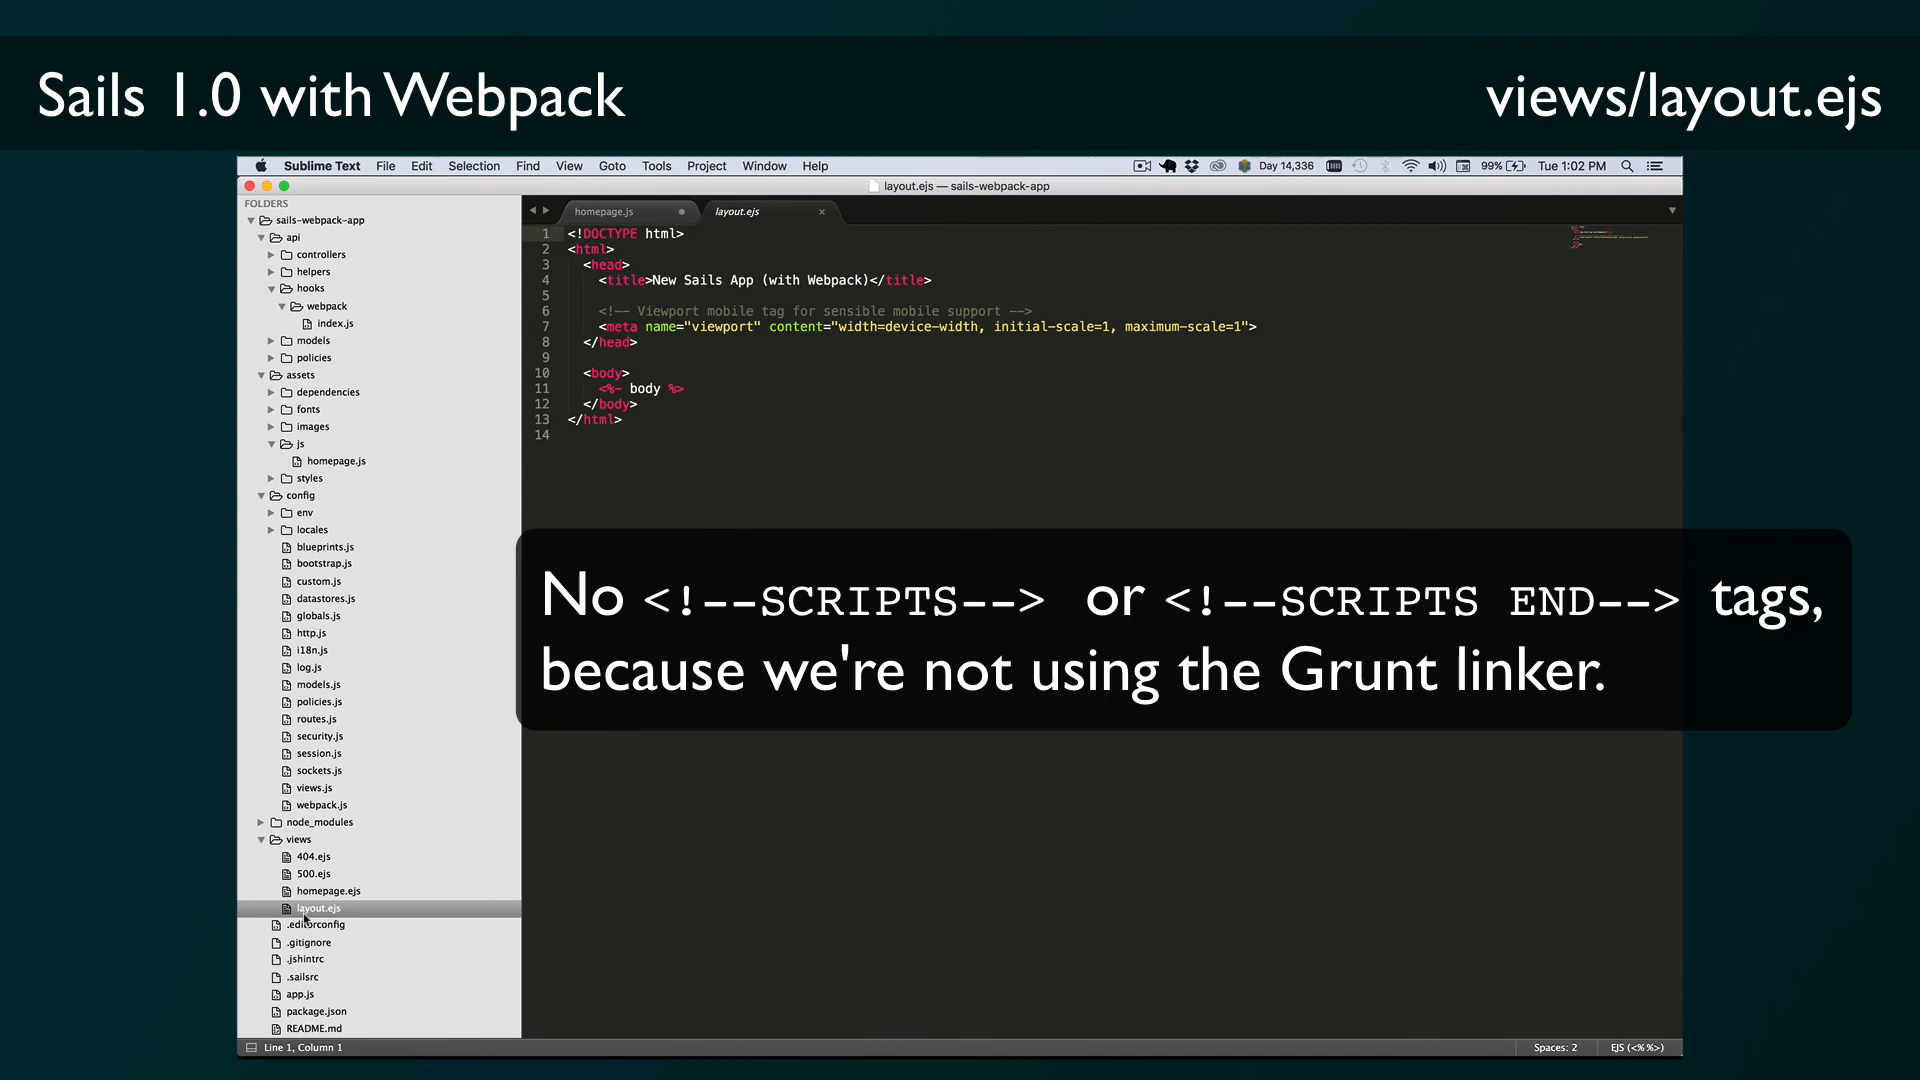 Sails 1.0 with Webpack
views/layout.ejs
Sublime Text File Edit Selection Find View Goto Tools Project Window Help Day 14,336 99% Tue 1:02 PM
layout.ejs — sails-webpack-app
FOLDERS
sails-webpack-app
api
controllers
helpers
hooks
webpack
index.js
models
policies
assets
dependencies
fonts
images
js
homepage.js
styles
config
env
locales
blueprints.js
bootstrap.js
custom.js
datastores.js
globals.js
http.js
i18n.js
log.js
models.js
policies.js
routes.js
security.js
session.js
sockets.js
views.js
webpack.js
node_modules
views
404.ejs
500.ejs
homepage.ejs
layout.ejs
.editorconfig
.gitignore
.jshintrc
.sailsrc
app.js
package.json
README.md
homepage.js layout.ejs
1 <!DOCTYPE html>
2 <html>
3 <head>
4 <title>New Sails App (with Webpack)</title>
5
6 <!-- Viewport mobile tag for sensible mobile support -->
7 <meta name="viewport" content="width=device-width, initial-scale=1, maximum-scale=1">
8 </head>
9
10 <body>
11 <%- body %>
12 </body>
13 </html>
14
No <!--SCRIPTS--> or <!--SCRIPTS END--> tags,
because we're not using the Grunt linker.
Line 1, Column 1 Spaces: 2 EJS (<% %>)